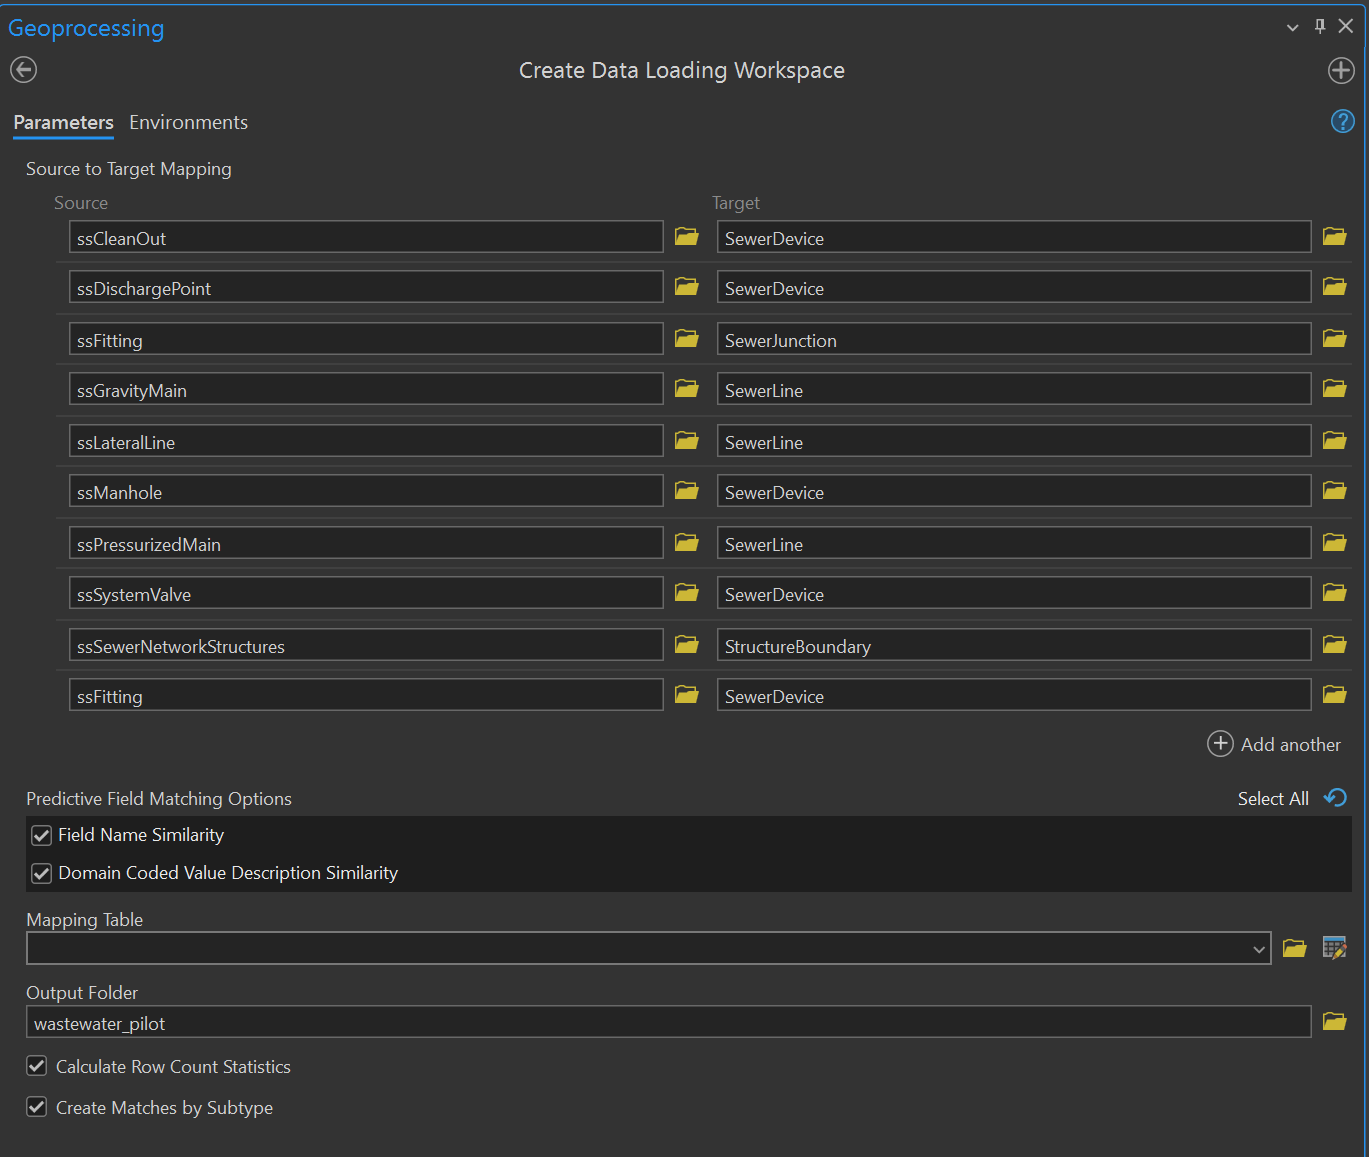 Geoprocessing
Create Data Loading Workspace
Parameters Environments
Source to Target Mapping
Source Target
ssCleanOut SewerDevice
ssDischargePoint SewerDevice
ssFitting SewerJunction
ssGravityMain SewerLine
ssLateralLine SewerLine
ssManhole SewerDevice
ssPressurizedMain SewerLine
ssSystemValve SewerDevice
ssSewerNetworkStructures StructureBoundary
ssFitting SewerDevice
Add another
Predictive Field Matching Options Select All
Field Name Similarity
Domain Coded Value Description Similarity
Mapping Table
Output Folder
wastewater_pilot
Calculate Row Count Statistics
Create Matches by Subtype